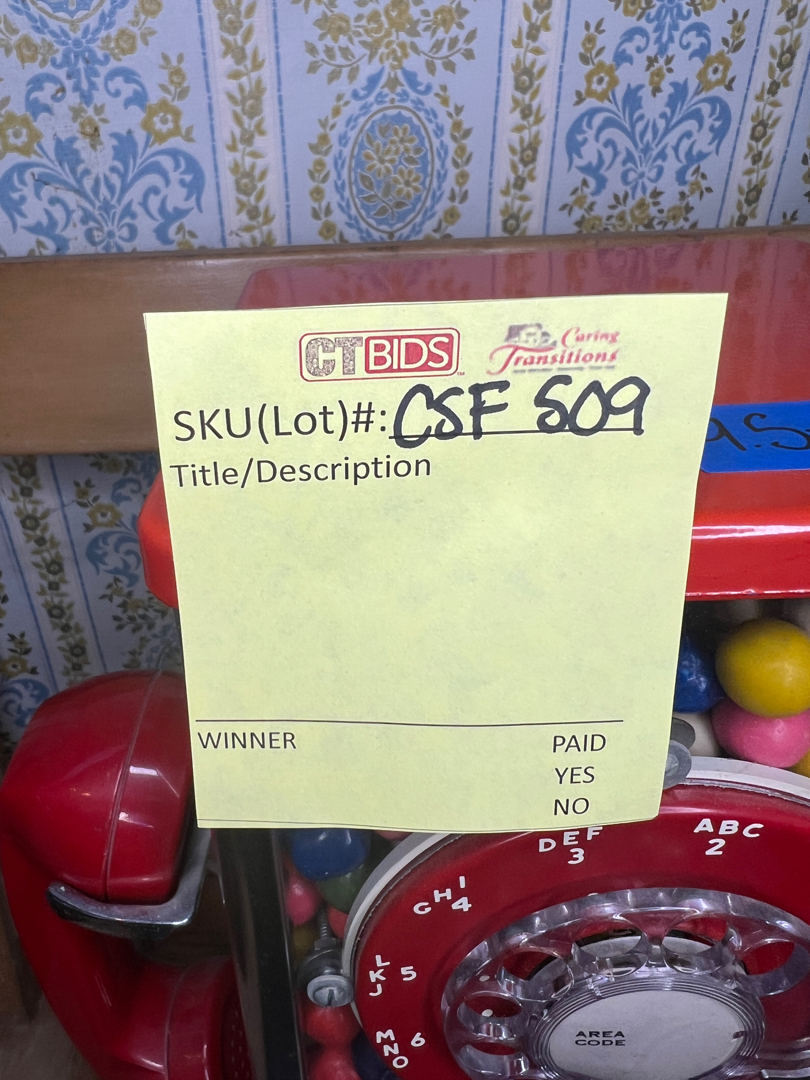 CTBIDS
Caring
Transitions
SKU(Lot)#: CSF 509
Title/Description
WINNER
PAID
YES
NO
ABC
2
DEF
3
GHI
4
JKL
5
MNO
6
AREA
CODE